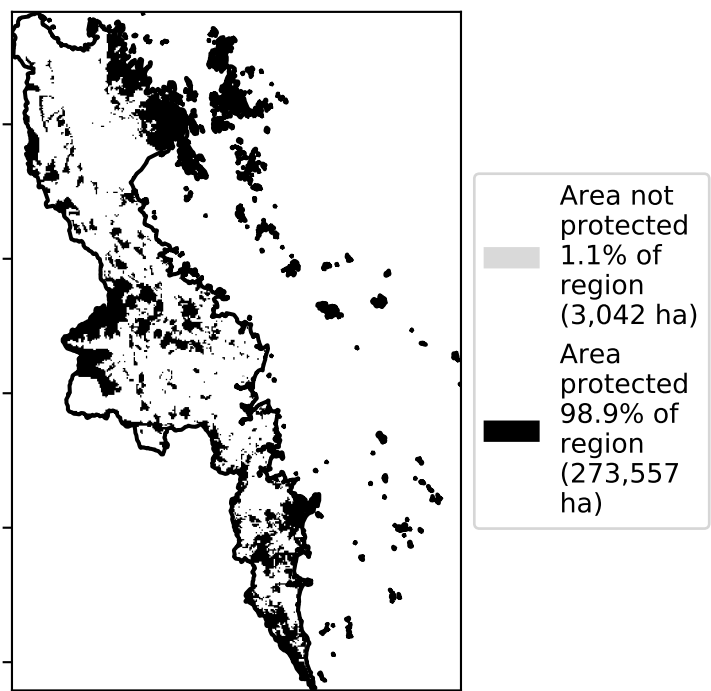 Area not
protected
1.1% of
region
(3,042 ha)
Area
protected
98.9% of
region
(273,557
ha)